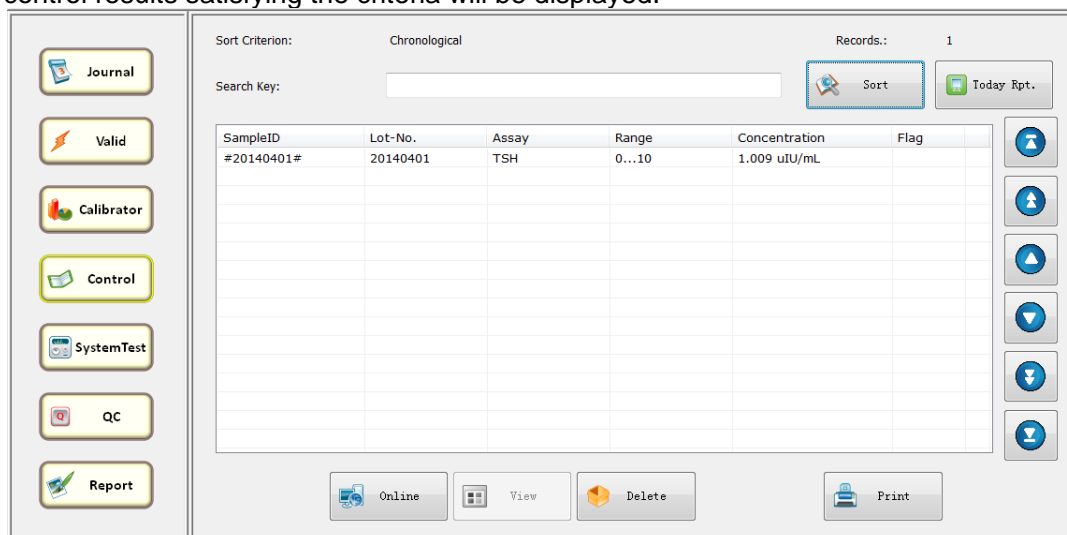 control results satisfying the criteria will be displayed.
Journal
Valid
Calibrator
Control
SystemTest
QC
Report
Sort Criterion: Chronological Records.: 1
Search Key: Sort Today Rpt.
SampleID Lot-No. Assay Range Concentration Flag
#20140401# 20140401 TSH 0...10 1.009 uIU/mL
Online View Delete Print